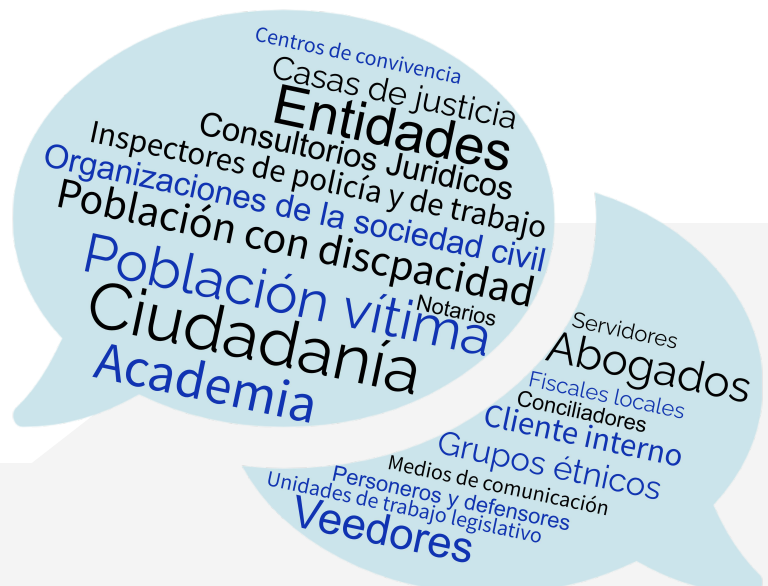 Centros de convivencia
Casas de justicia
Entidades
Consultorios Juridicos
Inspectores de policía y de trabajo
Organizaciones de la sociedad civil
Población con discpacidad
Población vítima
Notarios
Ciudadanía
Academia
Servidores
Abogados
Fiscales locales
Conciliadores
Cliente interno
Grupos étnicos
Medios de comunicación
Personeros y defensores
Unidades de trabajo legislativo
Veedores